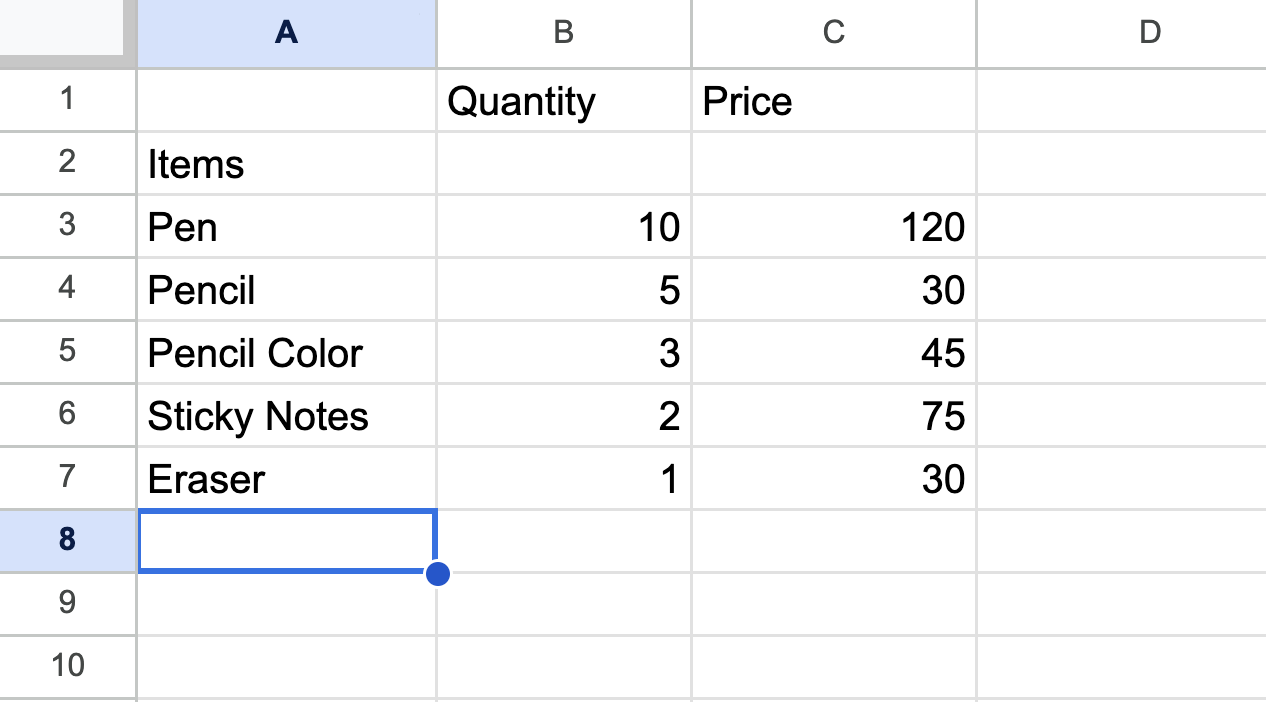 A B C D
1 Quantity Price
2 Items
3 Pen 10 120
4 Pencil 5 30
5 Pencil Color 3 45
6 Sticky Notes 2 75
7 Eraser 1 30
8
9
10